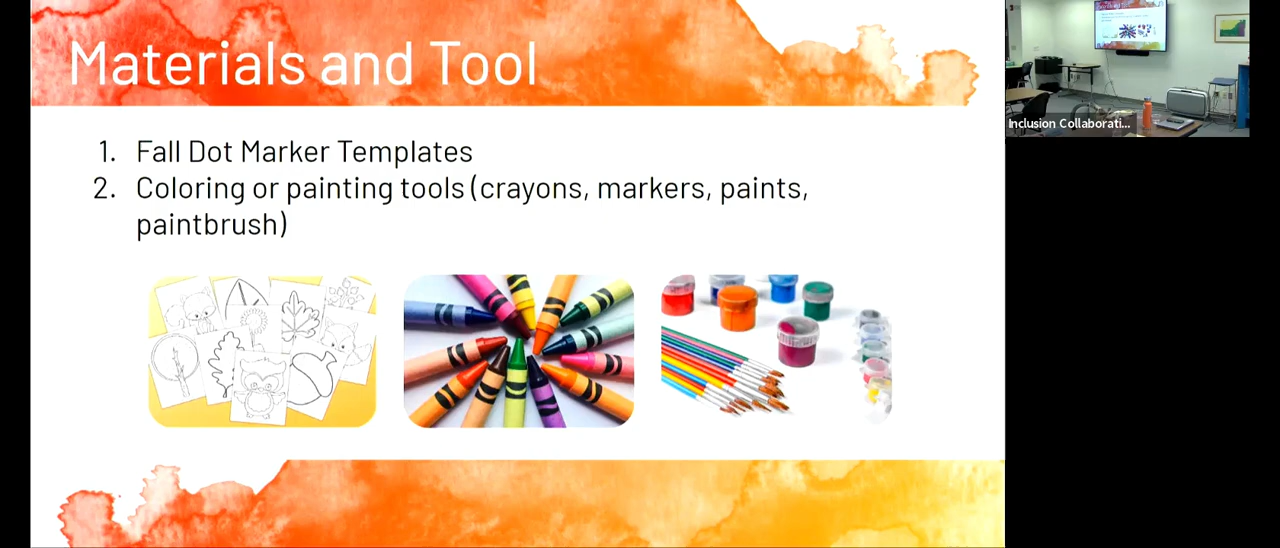 Materials and Tool
1. Fall Dot Marker Templates
2. Coloring or painting tools (crayons, markers, paints,
paintbrush)
Inclusion Collaborati...